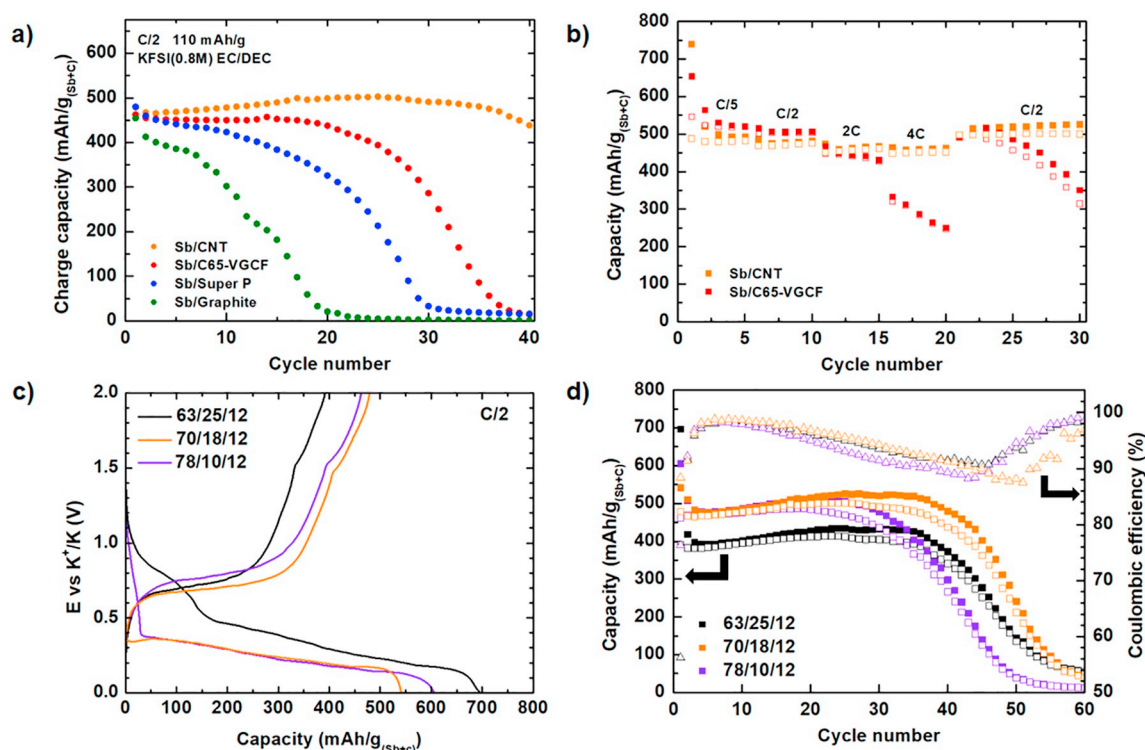 a)
C/2 110 mAh/g
KFSI(0.8M) EC/DEC
Charge capacity (mAh/g(Sb+C))
600
500
400
300
200
100
0
Sb/CNT
Sb/C65-VGCF
Sb/Super P
Sb/Graphite
0 10 20 30 40
Cycle number
b)
Capacity (mAh/g(Sb+C))
800
700
600
500
400
300
200
100
0
C/5
C/2
2C
4C
C/2
Sb/CNT
Sb/C65-VGCF
0 5 10 15 20 25 30
Cycle number
c)
E vs K+/K (V)
2.0
1.5
1.0
0.5
0.0
63/25/12
70/18/12
78/10/12
C/2
0 100 200 300 400 500 600 700 800
Capacity (mAh/g(Sb+c))
d)
Capacity (mAh/g(Sb+C))
800
700
600
500
400
300
200
100
0
63/25/12
70/18/12
78/10/12
100
90
80
70
60
50
Coulombic efficiency (%)
0 10 20 30 40 50 60
Cycle number